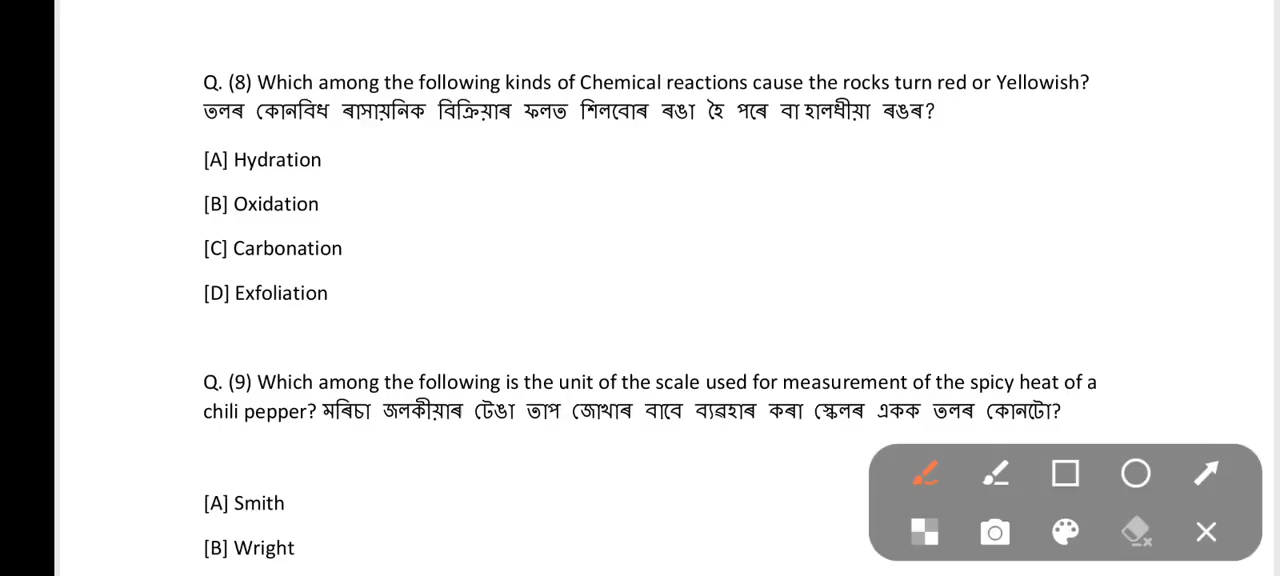 Q. (8) Which among the following kinds of Chemical reactions cause the rocks turn red or Yellowish?
তলৰ কোনবিধ ৰাসায়নিক বিক্ৰিয়াৰ ফলত শিলবোৰ ৰঙা হৈ পৰে বা হালধীয়া ৰঙৰ?
[A] Hydration
[B] Oxidation
[C] Carbonation
[D] Exfoliation
Q. (9) Which among the following is the unit of the scale used for measurement of the spicy heat of a
chili pepper? মৰিচা জলকীয়াৰ টেঙা তাপ জোখাৰ বাবে ব্যৱহাৰ কৰা স্কেলৰ একক তলৰ কোনটো?
[A] Smith
[B] Wright